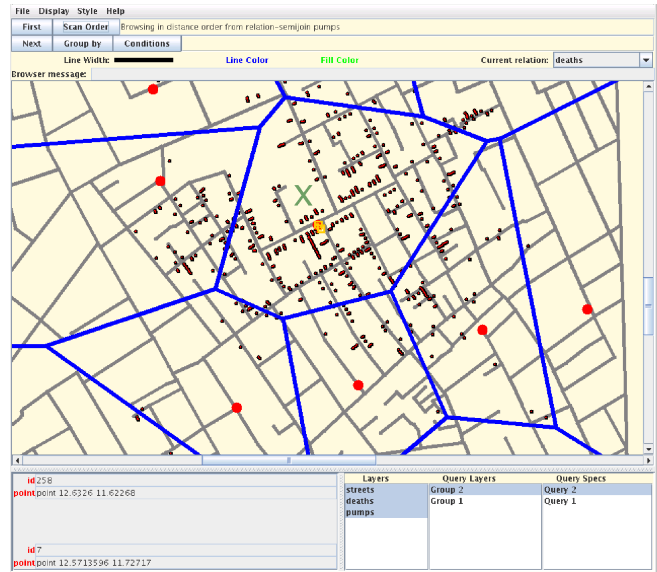 File Display Style Help
First Scan Order Browsing in distance order from relation-semijoin pumps
Next Group by Conditions
Line Width: Line Color Fill Color Current relation: deaths
Browser message:
X
id 258
point point 12.6326 11.62268
id 7
point point 12.5713596 11.72717
Layers Query Layers Query Specs
streets Group 2 Query 2
deaths Group 1 Query 1
pumps